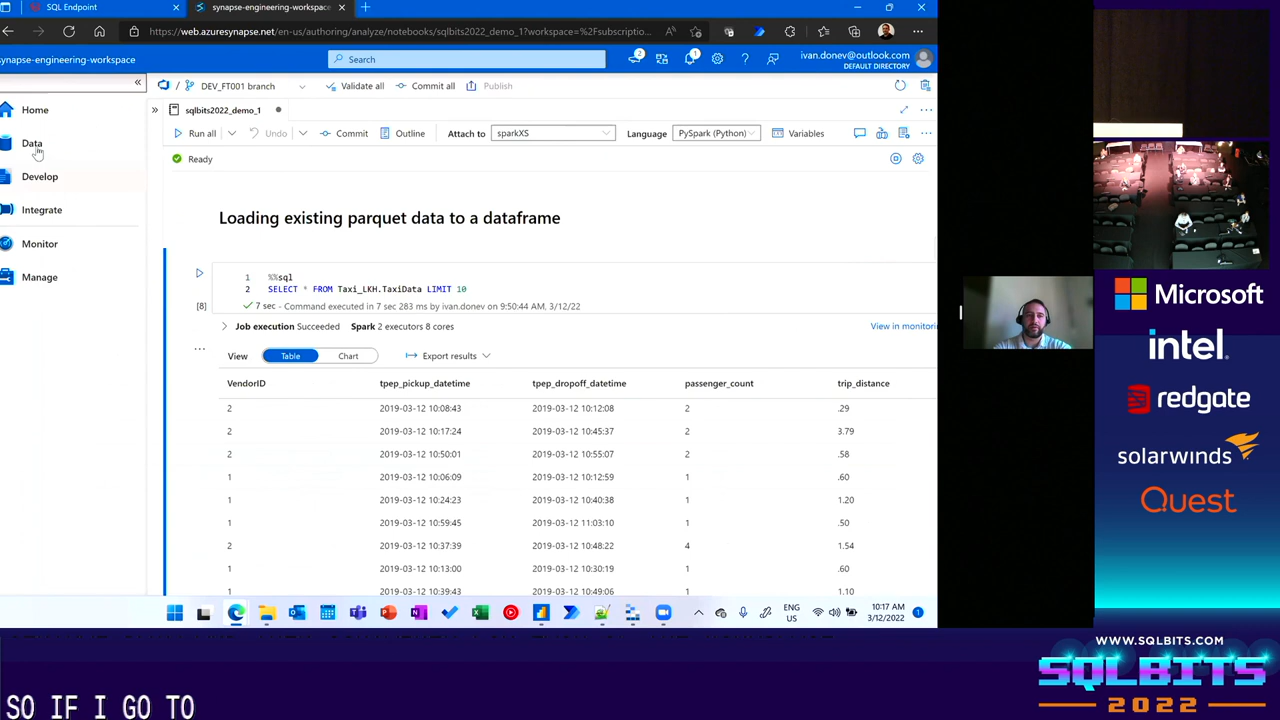 SQL Endpoint
synapse-engineering-workspace
https://web.azuresynapse.net/en-us/authoring/analyze/notebooks/sqlbits2022_demo_1?workspace=%2Fsubscriptio...
synapse-engineering-workspace
Search
2
1
ivan.donev@outlook.com
DEFAULT DIRECTORY
DEV_FT001 branch
Validate all
Commit all
Publish
Home
Data
Develop
Integrate
Monitor
Manage
sqlbits2022_demo_1
Run all
Undo
Commit
Outline
Attach to
sparkXS
Language
PySpark (Python)
Variables
Ready
Loading existing parquet data to a dataframe
1 %%sql
2 SELECT * FROM Taxi_LKH.TaxiData LIMIT 10
[8]
7 sec - Command executed in 7 sec 283 ms by ivan.donev on 9:50:44 AM, 3/12/22
Job execution Succeeded Spark 2 executors 8 cores
View in monitori
View Table Chart Export results
VendorID tpep_pickup_datetime tpep_dropoff_datetime passenger_count trip_distance
2 2019-03-12 10:08:43 2019-03-12 10:12:08 2 .29
2 2019-03-12 10:17:24 2019-03-12 10:45:37 2 3.79
2 2019-03-12 10:50:01 2019-03-12 10:55:07 2 .58
1 2019-03-12 10:06:09 2019-03-12 10:12:59 1 .60
1 2019-03-12 10:24:23 2019-03-12 10:40:38 1 1.20
1 2019-03-12 10:59:45 2019-03-12 11:03:10 1 .50
2 2019-03-12 10:37:39 2019-03-12 10:48:22 4 1.54
1 2019-03-12 10:13:00 2019-03-12 10:30:19 1 .60
1 2019-03-12 10:39:43 2019-03-12 10:49:06 1 1.10
ENG
US
10:17 AM
3/12/2022
1
Microsoft
intel.
redgate
solarwinds
Quest
WWW.SQLBITS.COM
SQLBITS
2022
SO IF I GO TO